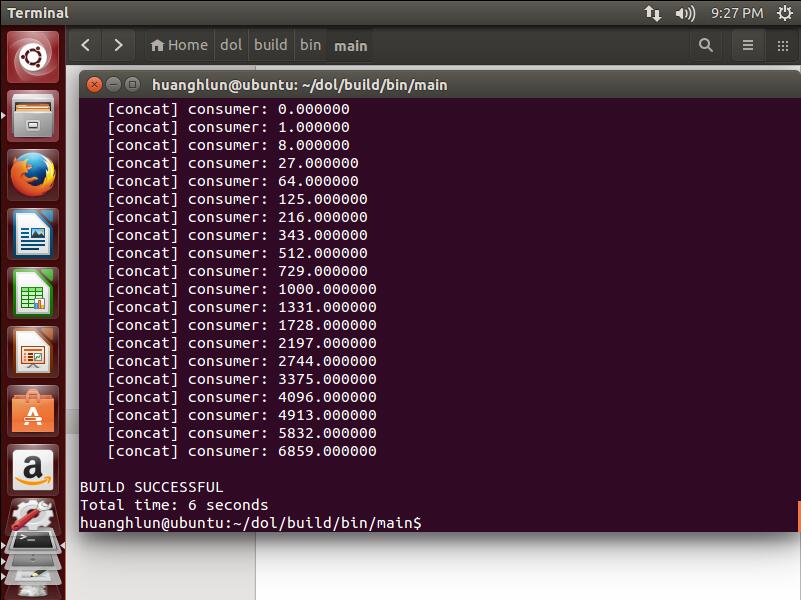 Terminal
9:27 PM
Home
dol
build
bin
main
huanghlun@ubuntu: ~/dol/build/bin/main
[concat] consumer: 0.000000
[concat] consumer: 1.000000
[concat] consumer: 8.000000
[concat] consumer: 27.000000
[concat] consumer: 64.000000
[concat] consumer: 125.000000
[concat] consumer: 216.000000
[concat] consumer: 343.000000
[concat] consumer: 512.000000
[concat] consumer: 729.000000
[concat] consumer: 1000.000000
[concat] consumer: 1331.000000
[concat] consumer: 1728.000000
[concat] consumer: 2197.000000
[concat] consumer: 2744.000000
[concat] consumer: 3375.000000
[concat] consumer: 4096.000000
[concat] consumer: 4913.000000
[concat] consumer: 5832.000000
[concat] consumer: 6859.000000
BUILD SUCCESSFUL
Total time: 6 seconds
huanghlun@ubuntu:~/dol/build/bin/main$